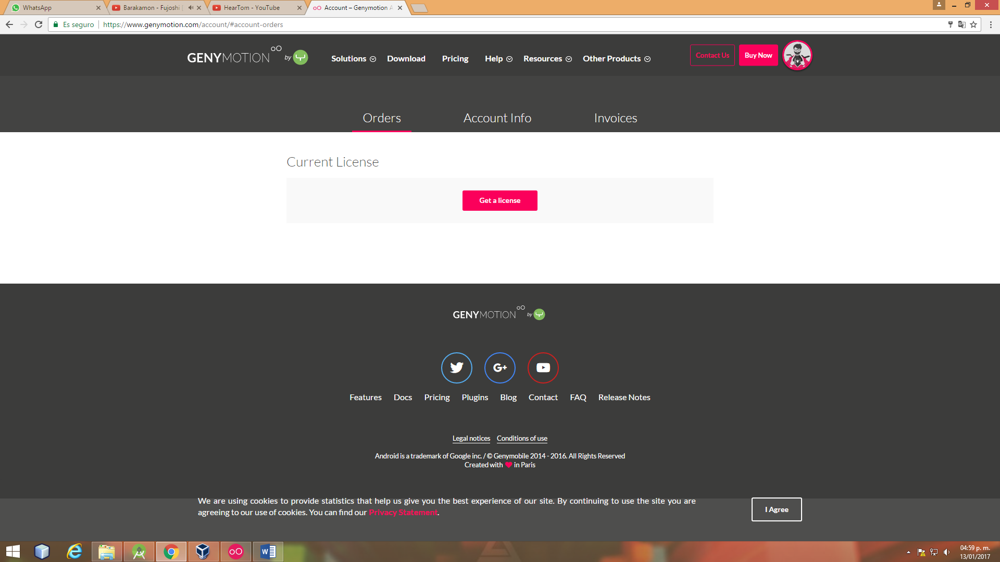 WhatsApp
Barakamon - Fujoshi
HearTom - YouTube
Account – Genymotion
Es seguro
https://www.genymotion.com/account/#account-orders
GENYMOTION by
Solutions
Download
Pricing
Help
Resources
Other Products
Contact Us
Buy Now
Orders
Account Info
Invoices
Current License
Get a license
GENYMOTION by
Features
Docs
Pricing
Plugins
Blog
Contact
FAQ
Release Notes
Legal notices
Conditions of use
Android is a trademark of Google inc. / © Genymobile 2014 - 2016. All Rights Reserved
Created with in Paris
We are using cookies to provide statistics that help us give you the best experience of our site. By continuing to use the site you are
agreeing to our use of cookies. You can find our Privacy Statement.
I Agree
04:59 p. m.
13/01/2017